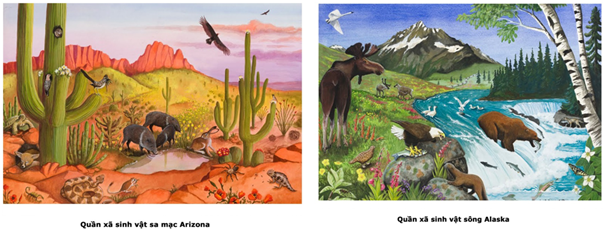 Quần xã sinh vật sa mạc Arizona
Quần xã sinh vật sông Alaska